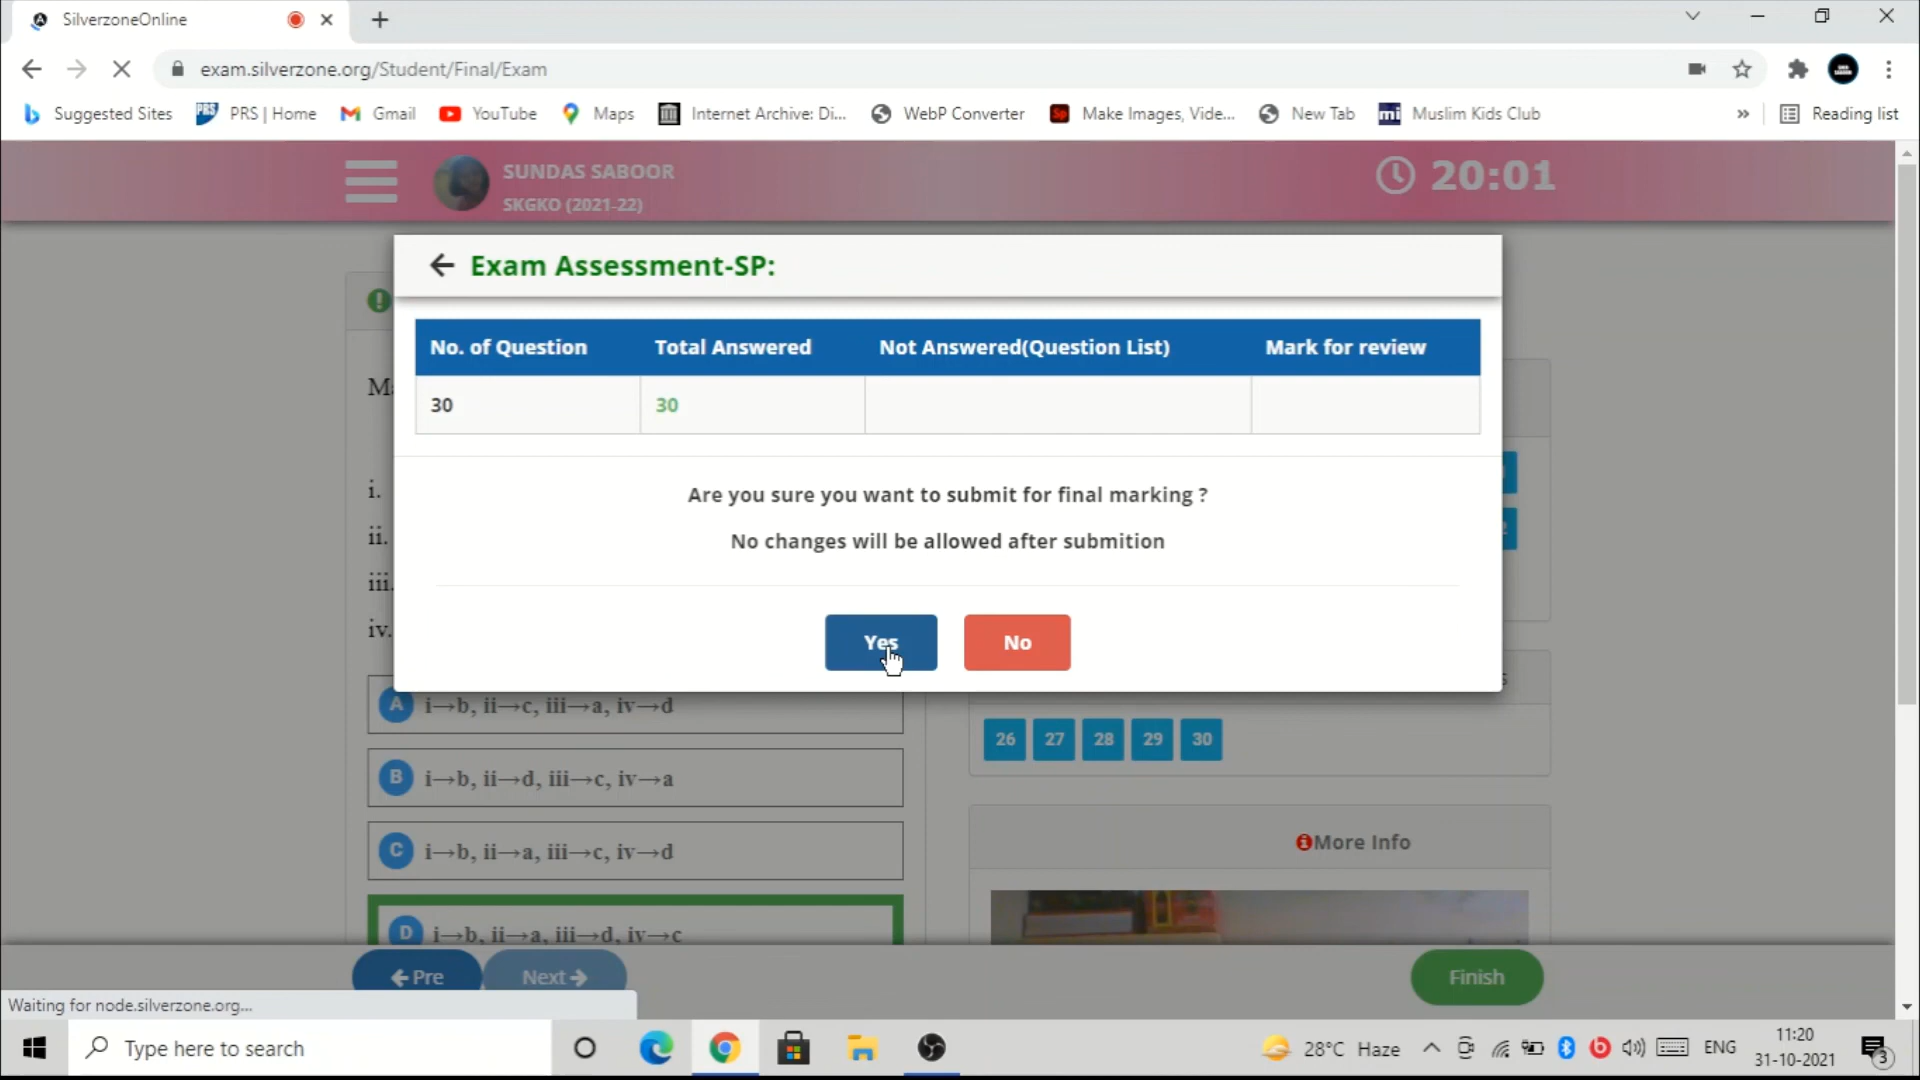 SilverzoneOnline
exam.silverzone.org/Student/Final/Exam
Suggested Sites PRS | Home Gmail YouTube Maps Internet Archive: Di... WebP Converter Sp Make Images, Vide... New Tab mi Muslim Kids Club » Reading list
SUNDAS SABOOR
SKGKO (2021-22)
20:01
Exam Assessment-SP:
No. of Question Total Answered Not Answered(Question List) Mark for review
30 30
Are you sure you want to submit for final marking ?
No changes will be allowed after submition
Yes No
i.
ii.
iii.
iv.
A i→b, ii→c, iii→a, iv→d
B i→b, ii→d, iii→c, iv→a
C i→b, ii→a, iii→c, iv→d
D i→b, ii→a, iii→d, iv→c
26 27 28 29 30
More Info
Pre Next Finish
Waiting for node.silverzone.org...
Type here to search
28°C Haze ENG
11:20
31-10-2021
3